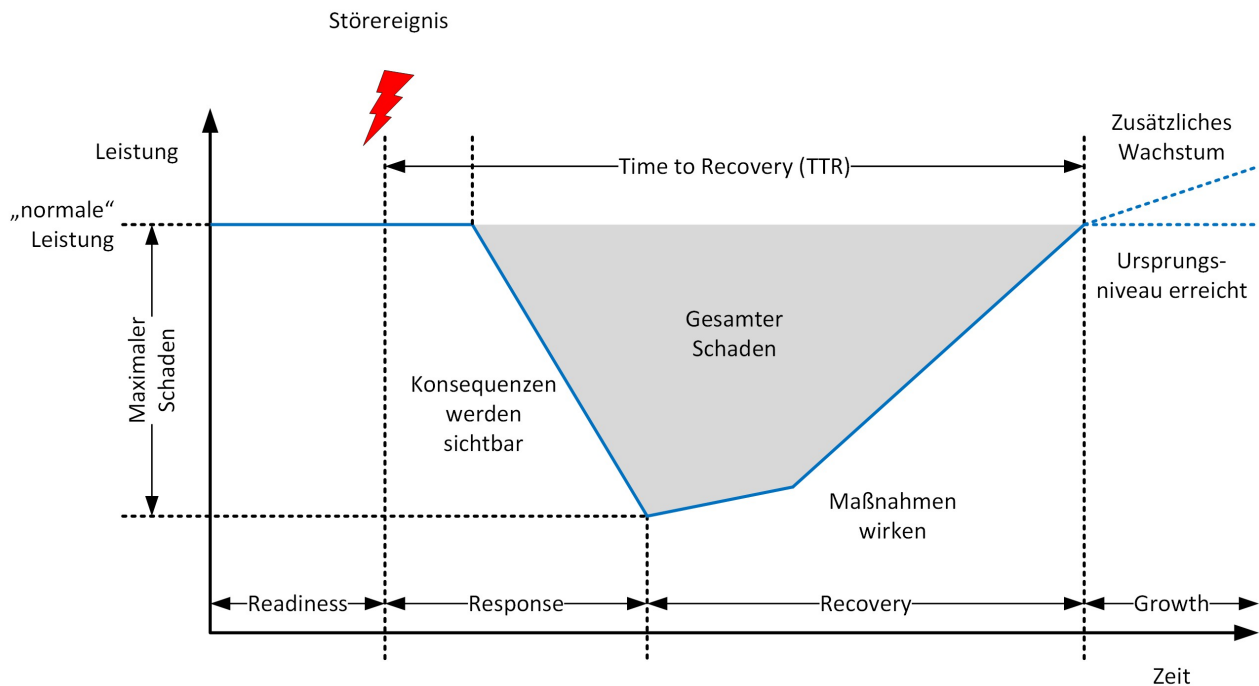 Störereignis
Leistung
Time to Recovery (TTR)
Zusätzliches
Wachstum
„normale“
Leistung
Ursprungs-
niveau erreicht
Maximaler
Schaden
Gesamter
Schaden
Konsequenzen
werden
sichtbar
Maßnahmen
wirken
Readiness
Response
Recovery
Growth
Zeit